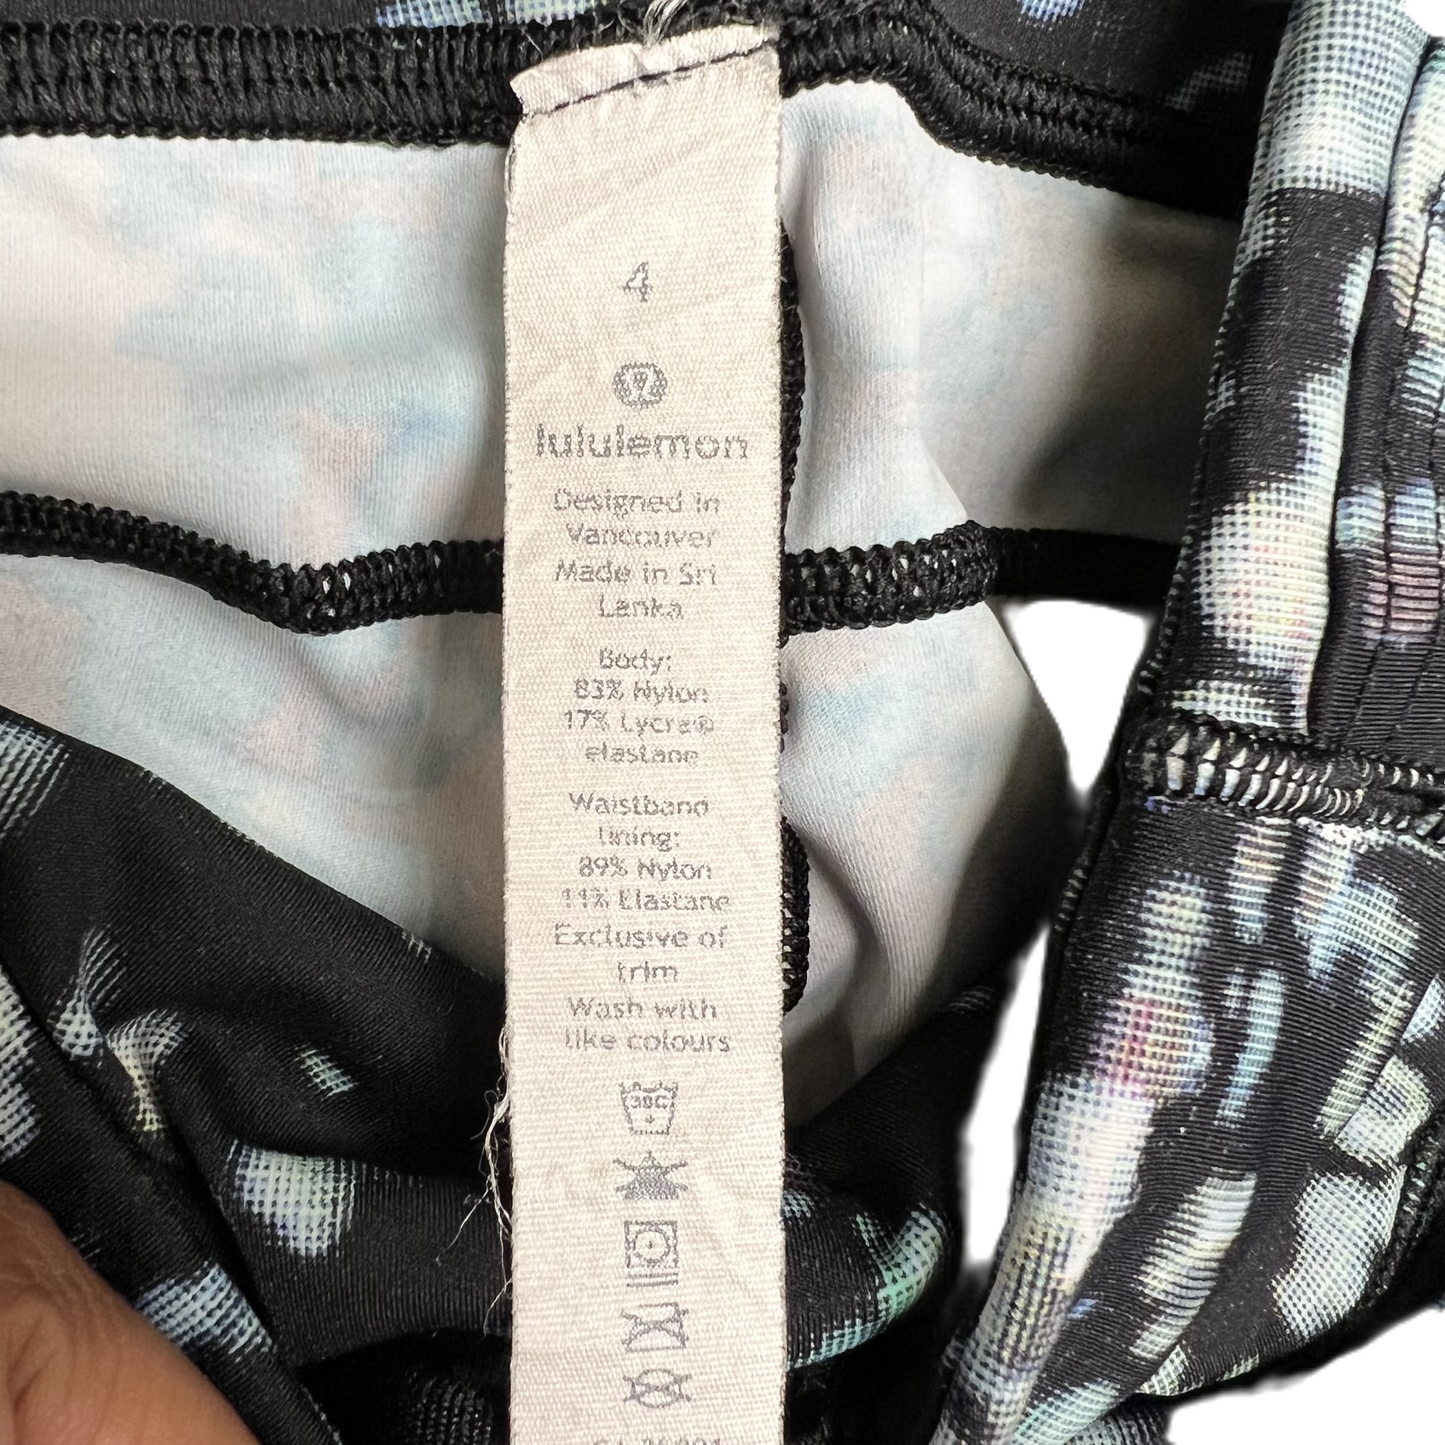 4
lululemon
Designed in
Vancouver
Made in Sri
Lanka
Body:
83% Nylon
17% Lycra®
elastane
Waistband
lining:
89% Nylon
11% Elastane
Exclusive of
trim
Wash with
like colours
30C